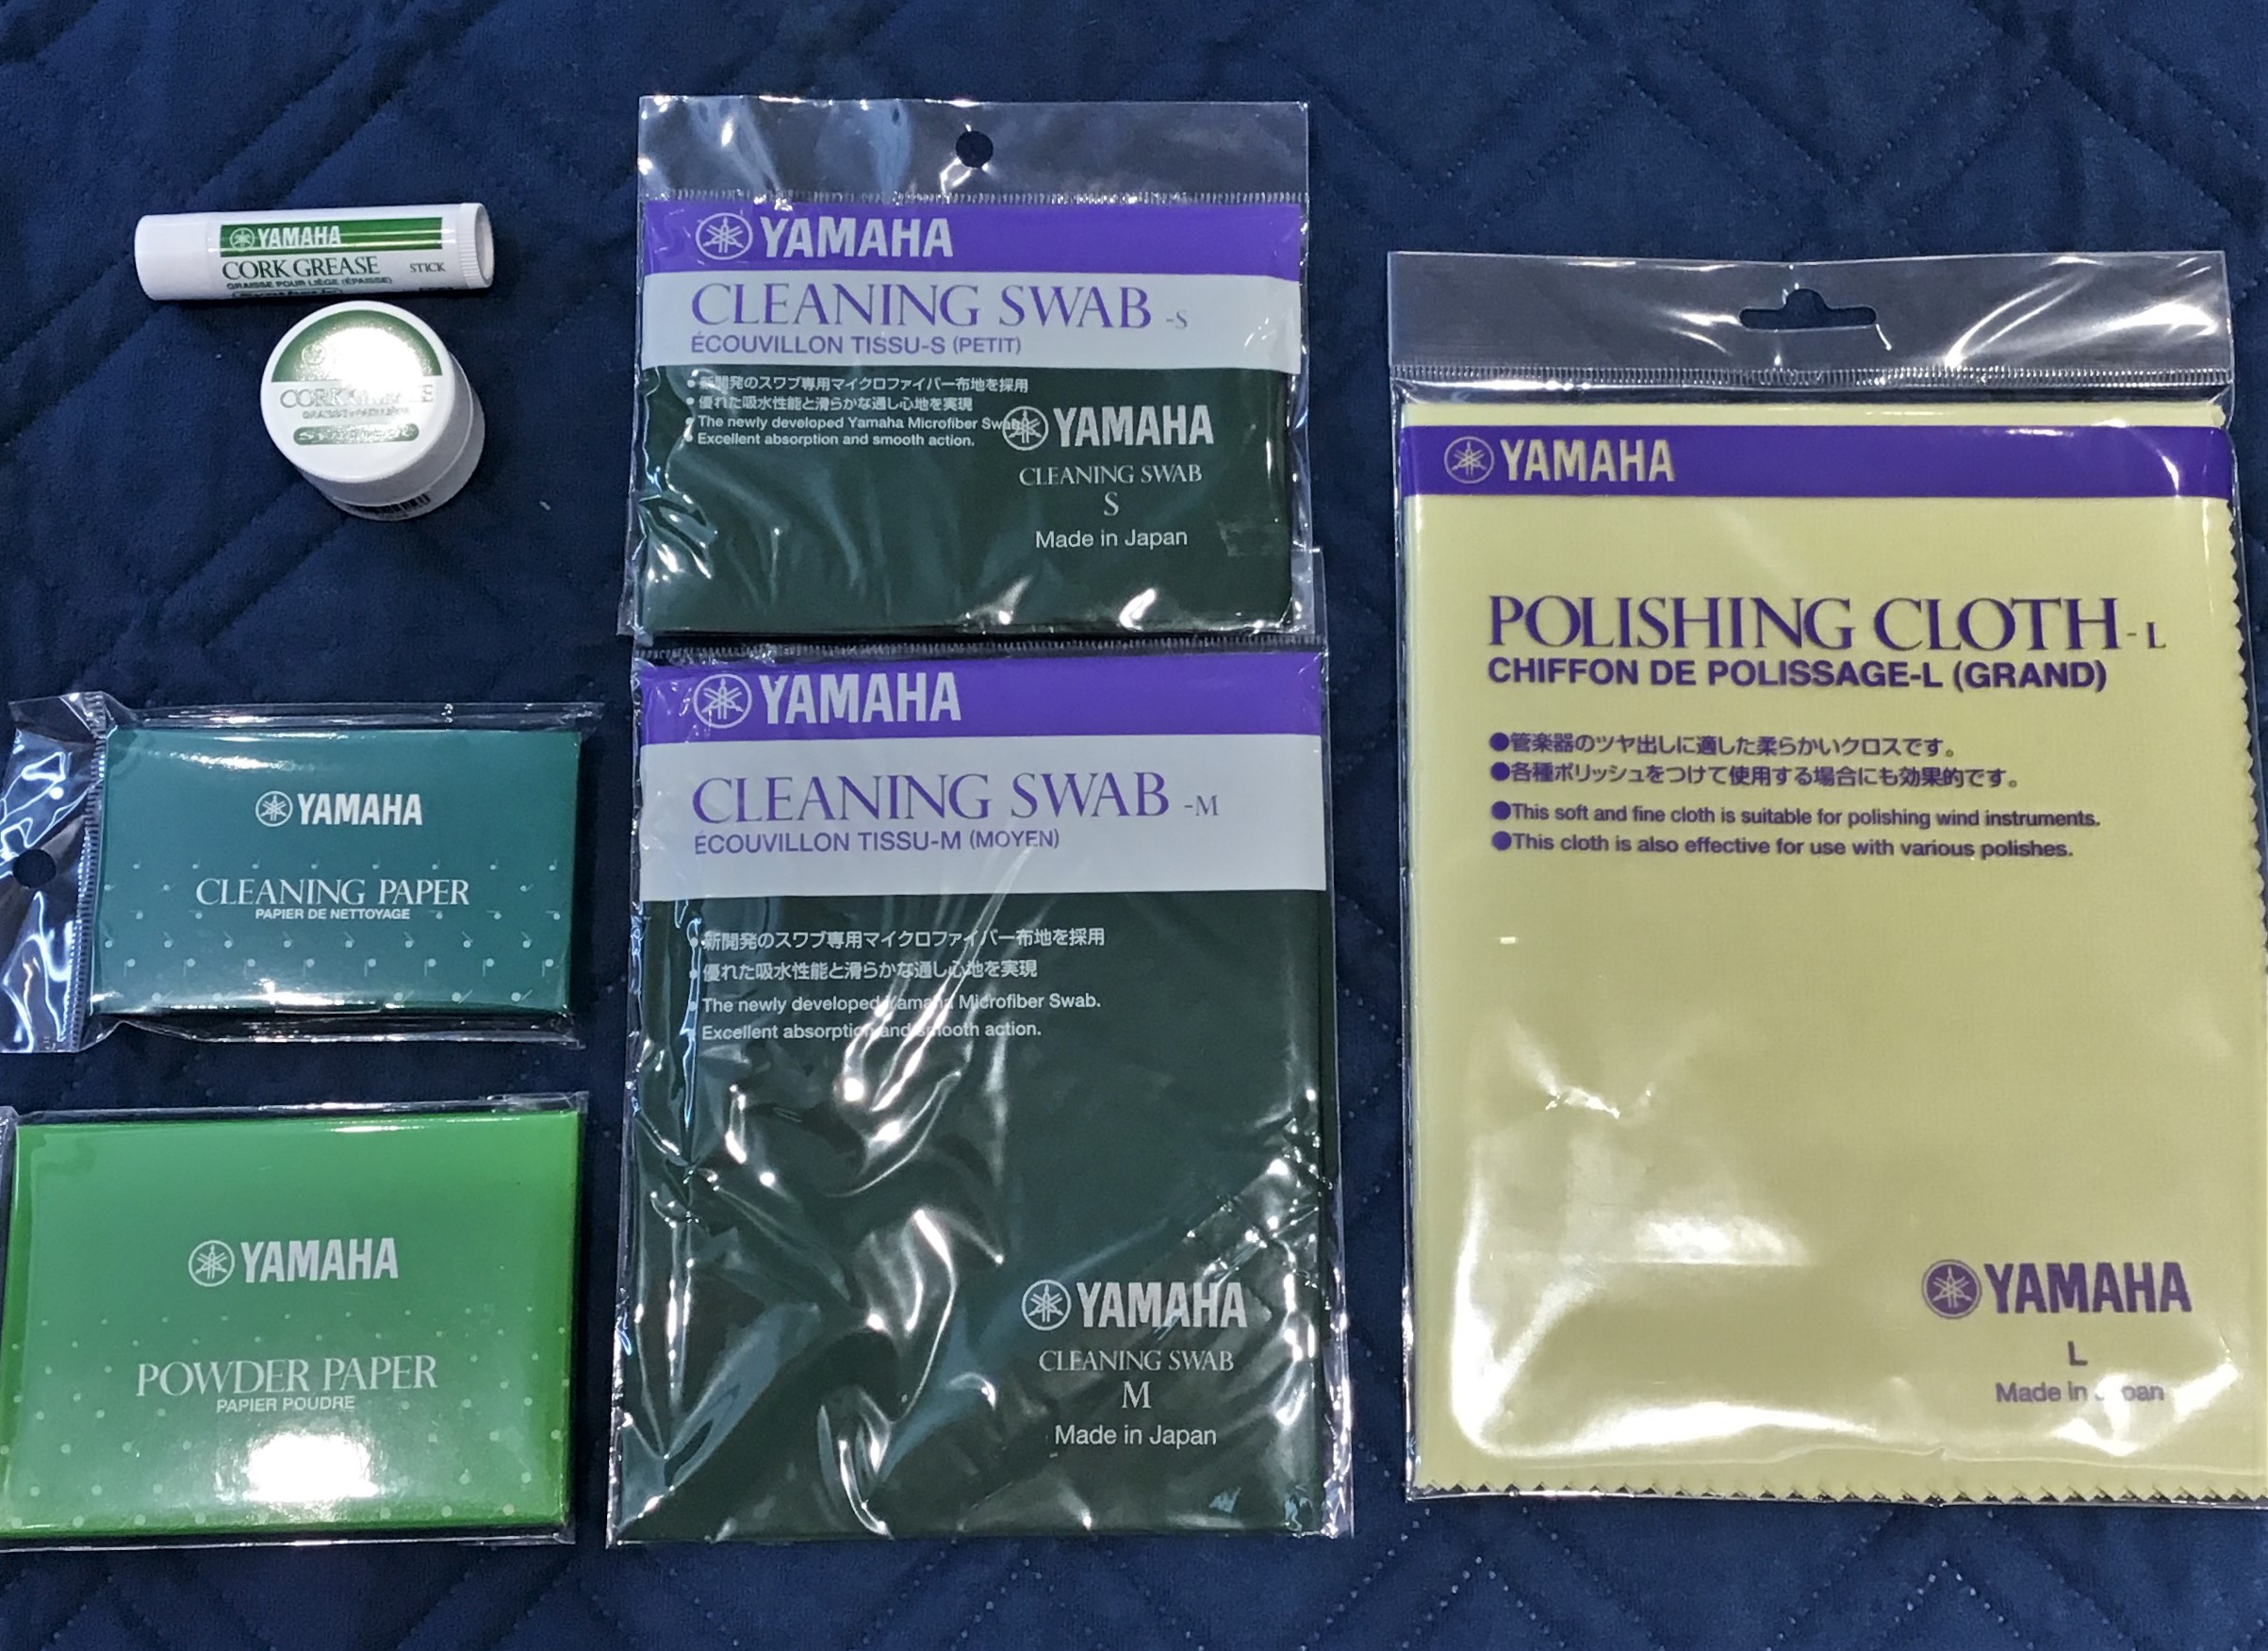 YAMAHA
CORK GREASE STICK
GRAISSE POUR LIÈGE (ÉPAISSE)
CORK
YAMAHA
CLEANING PAPER
PAPIER DE NETTOYAGE
YAMAHA
POWDER PAPER
PAPIER POUDRE
YAMAHA
CLEANING SWAB -S
ÉCOUVILLON TISSU-S (PETIT)
●新開発のスワブ専用マイクロファイバー布地を採用
●優れた吸水性能と滑らかな通し心地を実現
●The newly developed Yamaha Microfiber Swab.
●Excellent absorption and smooth action.
YAMAHA
CLEANING SWAB
S
Made in Japan
YAMAHA
CLEANING SWAB -M
ÉCOUVILLON TISSU-M (MOYEN)
●新開発のスワブ専用マイクロファイバー布地を採用
●優れた吸水性能と滑らかな通し心地を実現
●The newly developed Yamaha Microfiber Swab.
●Excellent absorption and smooth action.
YAMAHA
CLEANING SWAB
M
Made in Japan
YAMAHA
POLISHING CLOTH-L
CHIFFON DE POLISSAGE-L (GRAND)
●管楽器のツヤ出しに適した柔らかいクロスです。
●各種ポリッシュをつけて使用する場合にも効果的です。
●This soft and fine cloth is suitable for polishing wind instruments.
●This cloth is also effective for use with various polishes.
YAMAHA
L
Made in Japan